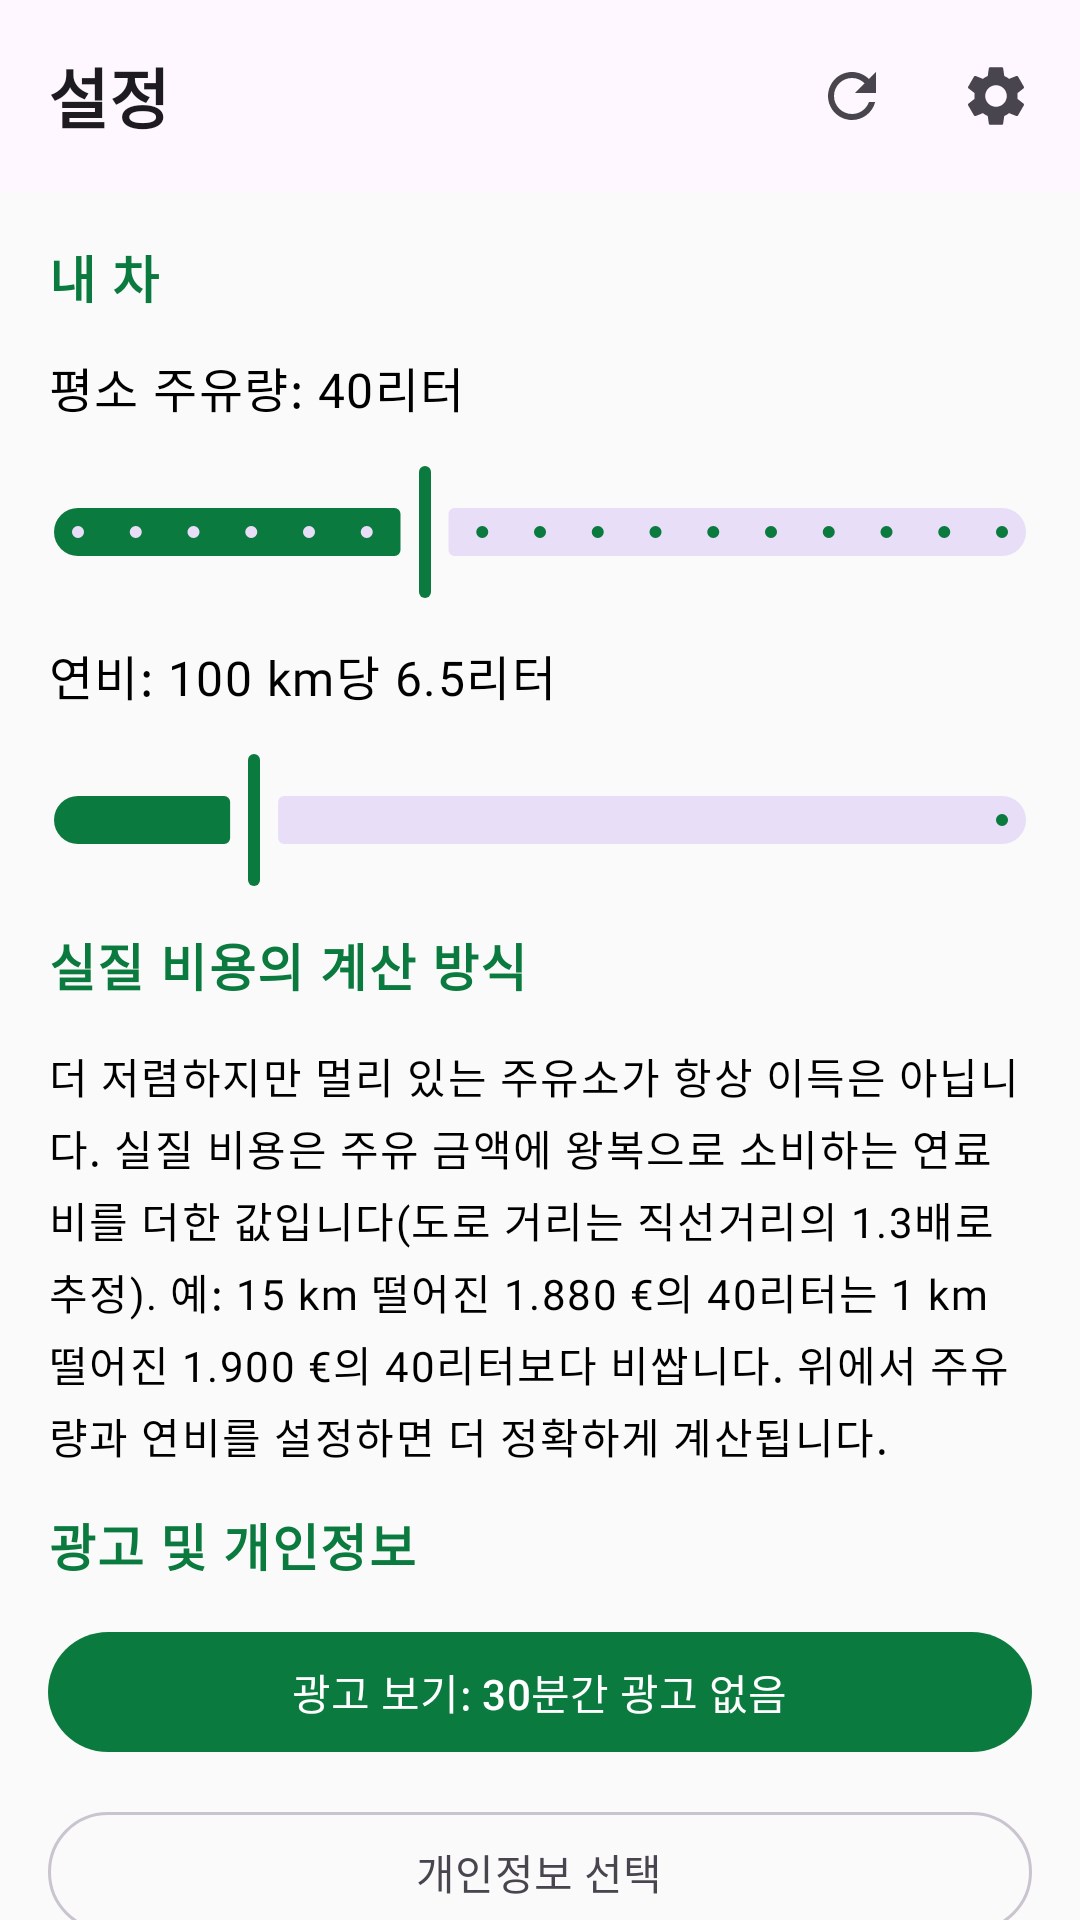 설정
내 차
평소 주유량: 40리터
연비: 100 km당 6.5리터
실질 비용의 계산 방식
더 저렴하지만 멀리 있는 주유소가 항상 이득은 아닙니
다. 실질 비용은 주유 금액에 왕복으로 소비하는 연료
비를 더한 값입니다(도로 거리는 직선거리의 1.3배로
추정). 예: 15 km 떨어진 1.880 €의 40리터는 1 km
떨어진 1.900 €의 40리터보다 비쌉니다. 위에서 주유
량과 연비를 설정하면 더 정확하게 계산됩니다.
광고 및 개인정보
광고 보기: 30분간 광고 없음
개인정보 선택